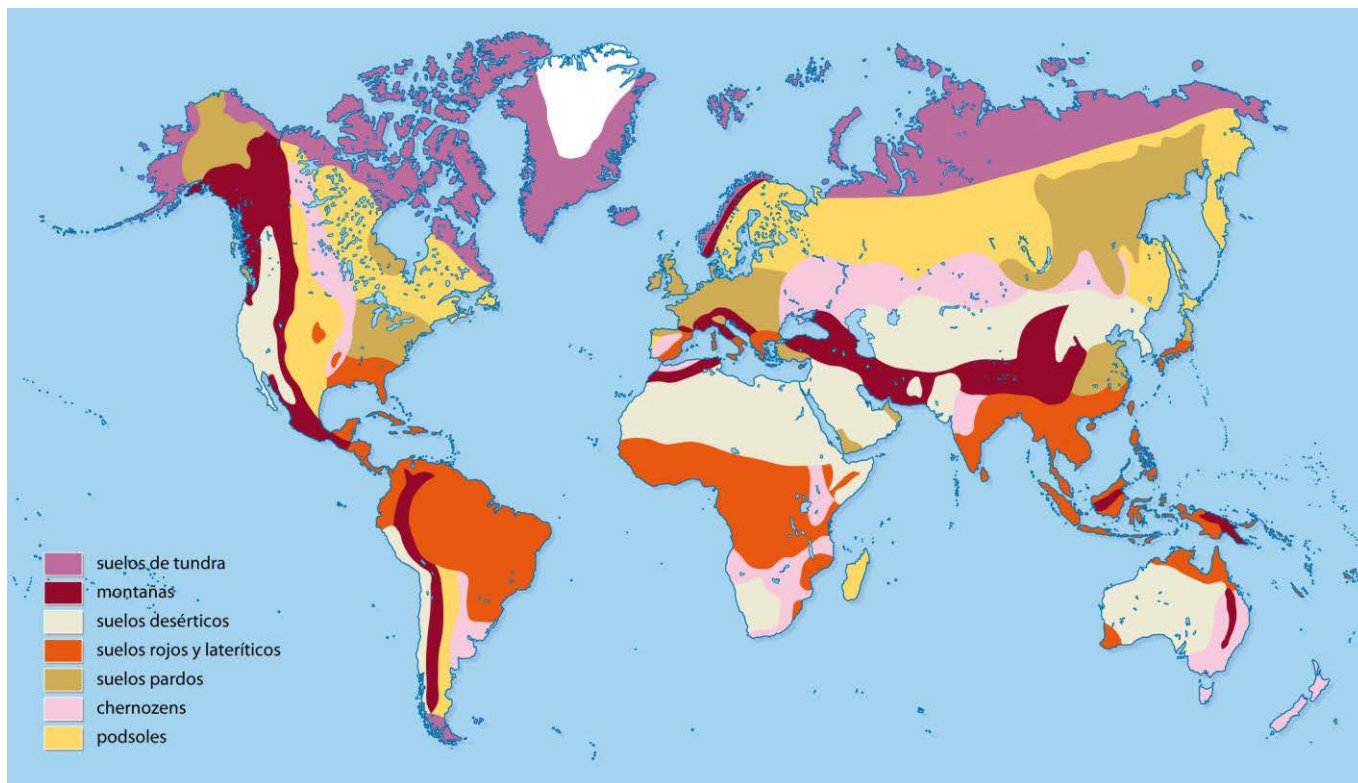 suelos de tundra
montañas
suelos desérticos
suelos rojos y lateríticos
suelos pardos
chernozens
podsoles